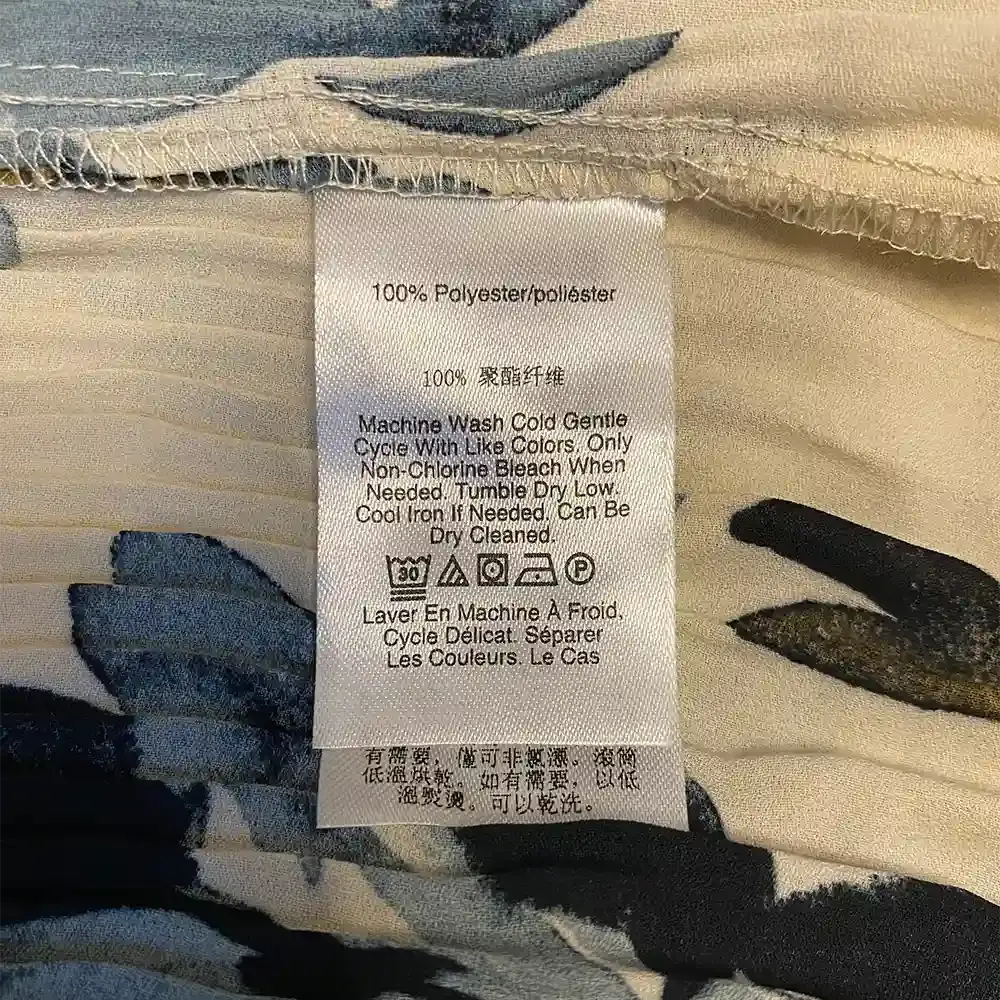 100% Polyester/poliéster
100% 聚酯纤维
Machine Wash Cold Gentle
Cycle With Like Colors. Only
Non-Chlorine Bleach When
Needed. Tumble Dry Low.
Cool Iron If Needed. Can Be
Dry Cleaned.
30 P
Laver En Machine À Froid,
Cycle Délicat. Séparer
Les Couleurs. Le Cas
有需要，僅可非氯漂。滾筒
低溫烘乾。如有需要，以低
溫熨燙。可以乾洗。